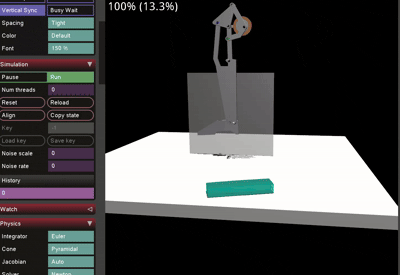 100% (13.3%)
Vertical Sync Busy Wait
Spacing Tight
Color Default
Font 150 %
Simulation
Pause Run
Num threads 0
Reset Reload
Align Copy state
Key -1
Load key Save key
Noise scale 0
Noise rate 0
History
0
Watch
Physics
Integrator Euler
Cone Pyramidal
Jacobian Auto
Solver Newton